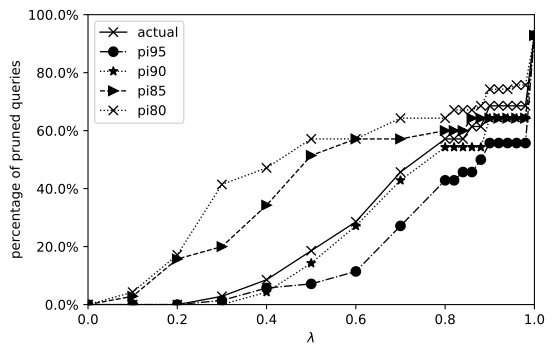 100.0%
80.0%
60.0%
40.0%
20.0%
0.0%
percentage of pruned queries
actual
pi95
pi90
pi85
pi80
0.0 0.2 0.4 0.6 0.8 1.0
λ